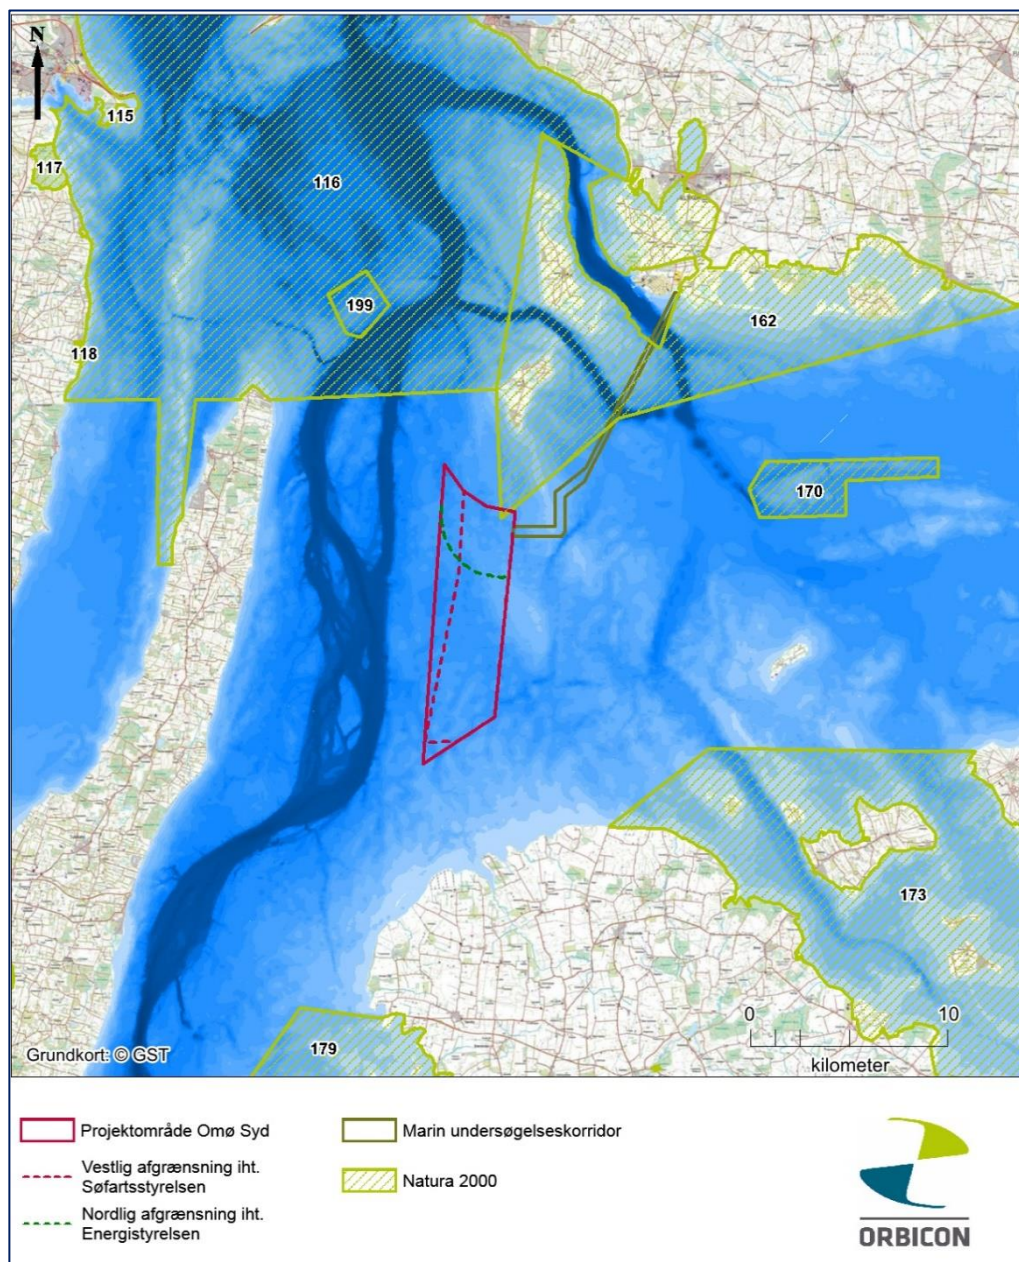 N
115
117
116
199
162
118
170
173
179
0 10
kilometer
Grundkort: © GST
Projektområde Omø Syd
Vestlig afgrænsning iht.
Søfartsstyrelsen
Nordlig afgrænsning iht.
Energistyrelsen
Marin undersøgelseskorridor
Natura 2000
ORBICON